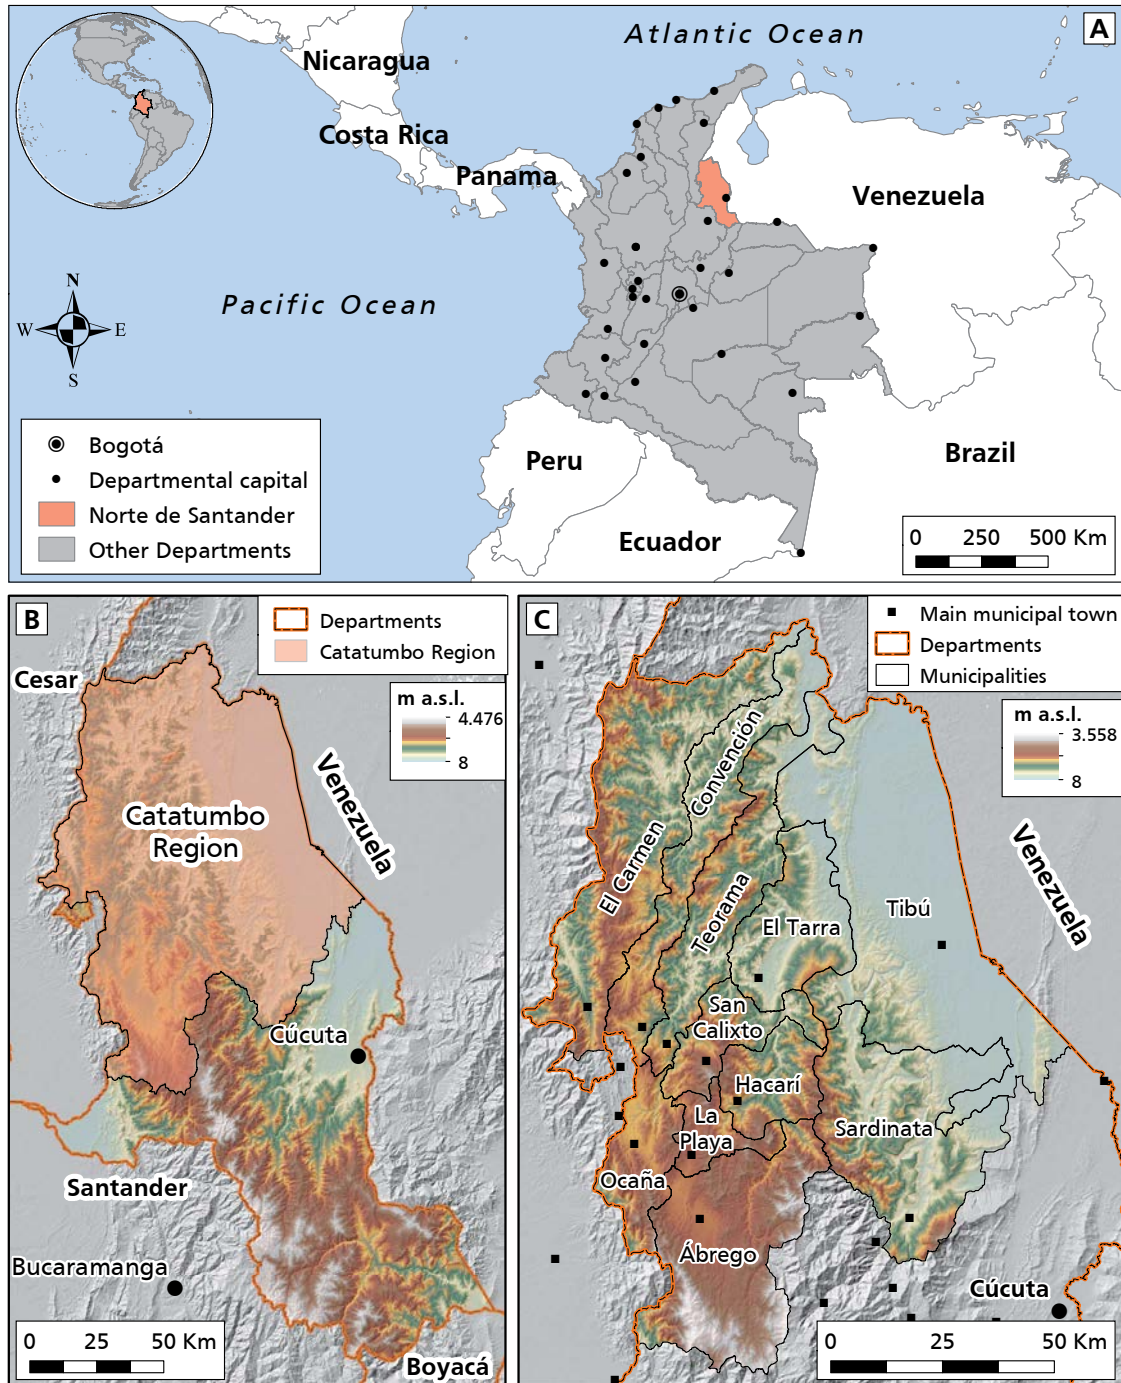 Atlantic Ocean
A
Nicaragua
Costa Rica
Panama
Venezuela
Pacific Ocean
N
W
E
S
Peru
Ecuador
Brazil
Bogotá
Departmental capital
Norte de Santander
Other Departments
0 250 500 Km
B
Departments
Catatumbo Region
m a.s.l.
4.476
8
Cesar
Venezuela
Catatumbo
Region
Cúcuta
Santander
Bucaramanga
Boyacá
0 25 50 Km
C
Main municipal town
Departments
Municipalities
m a.s.l.
3.558
8
Convención
El Carmen
Teorama
El Tarra
Tibú
Venezuela
San
Calixto
Hacarí
La
Playa
Sardinata
Ocaña
Ábrego
Cúcuta
0 25 50 Km